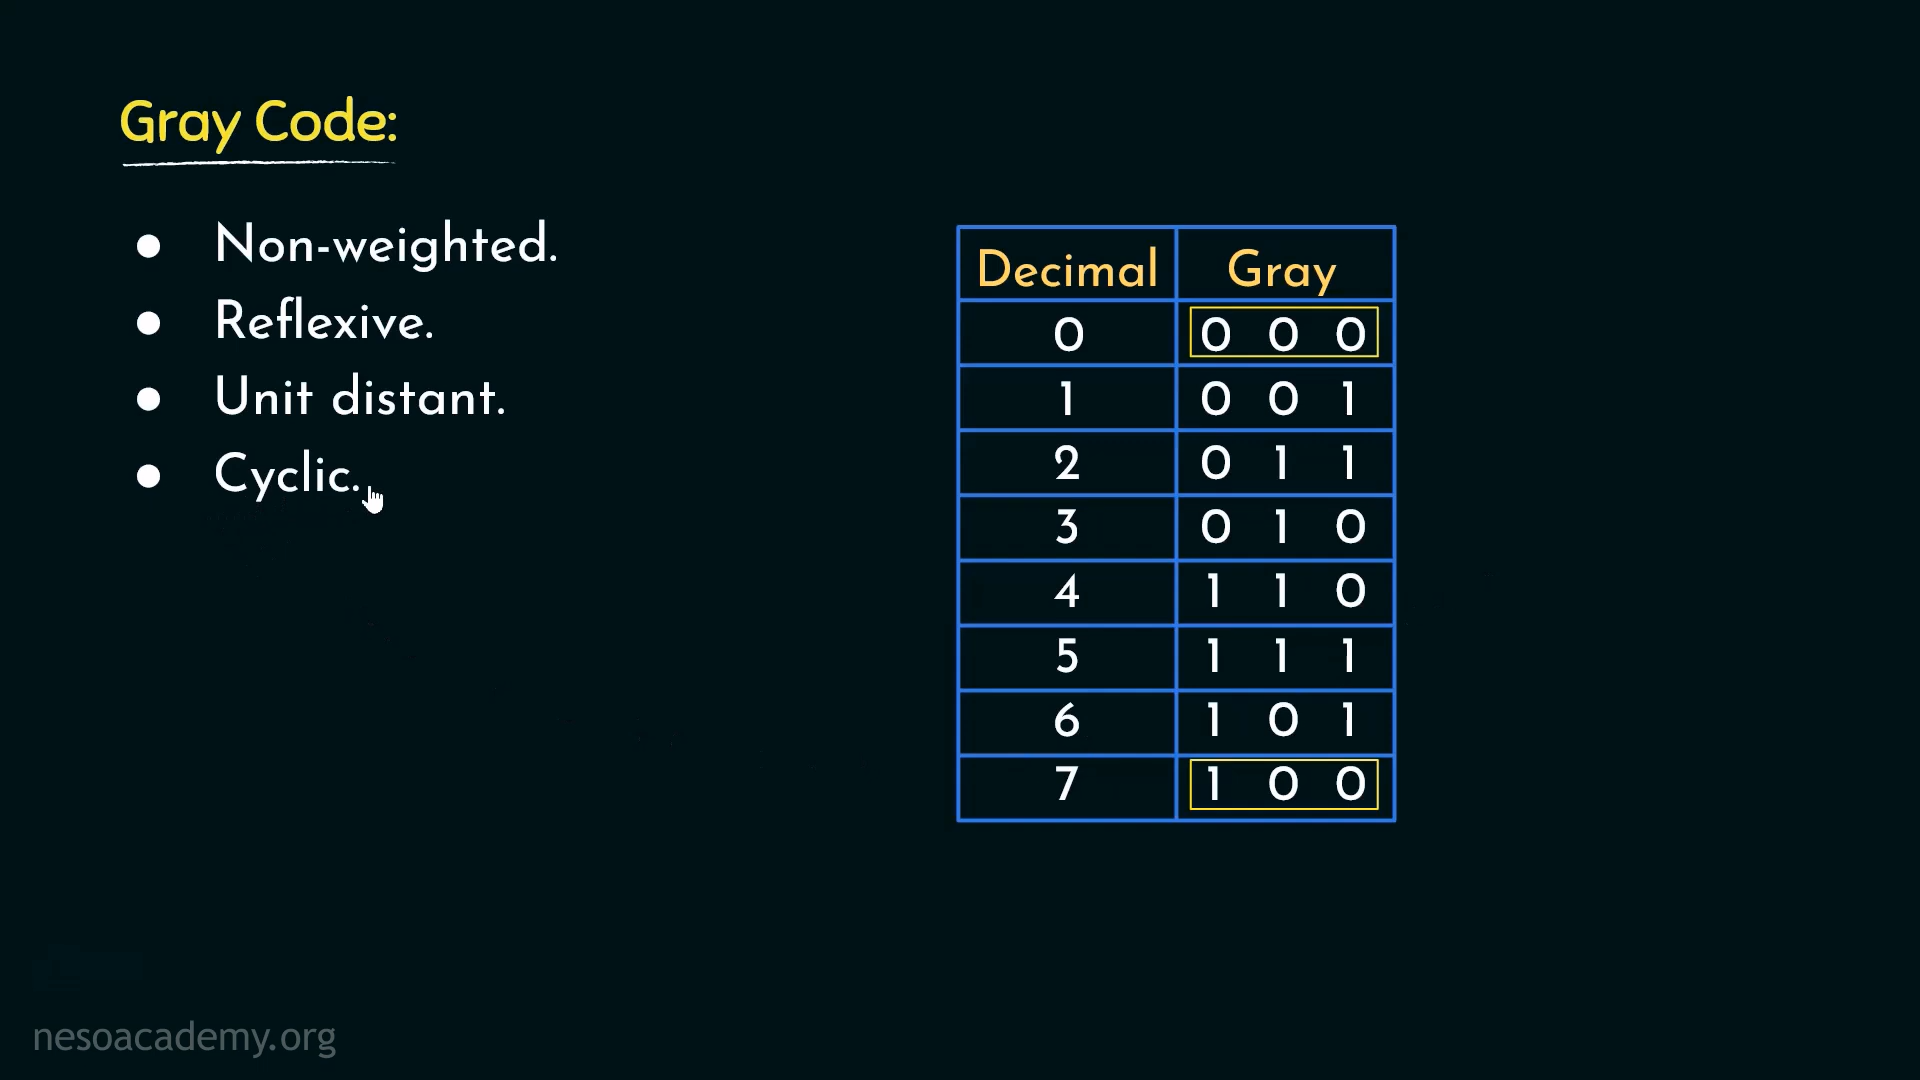 Gray Code:
● Non-weighted.
● Reflexive.
● Unit distant.
● Cyclic.
Decimal Gray
0 0 0 0
1 0 0 1
2 0 1 1
3 0 1 0
4 1 1 0
5 1 1 1
6 1 0 1
7 1 0 0
nesoacademy.org